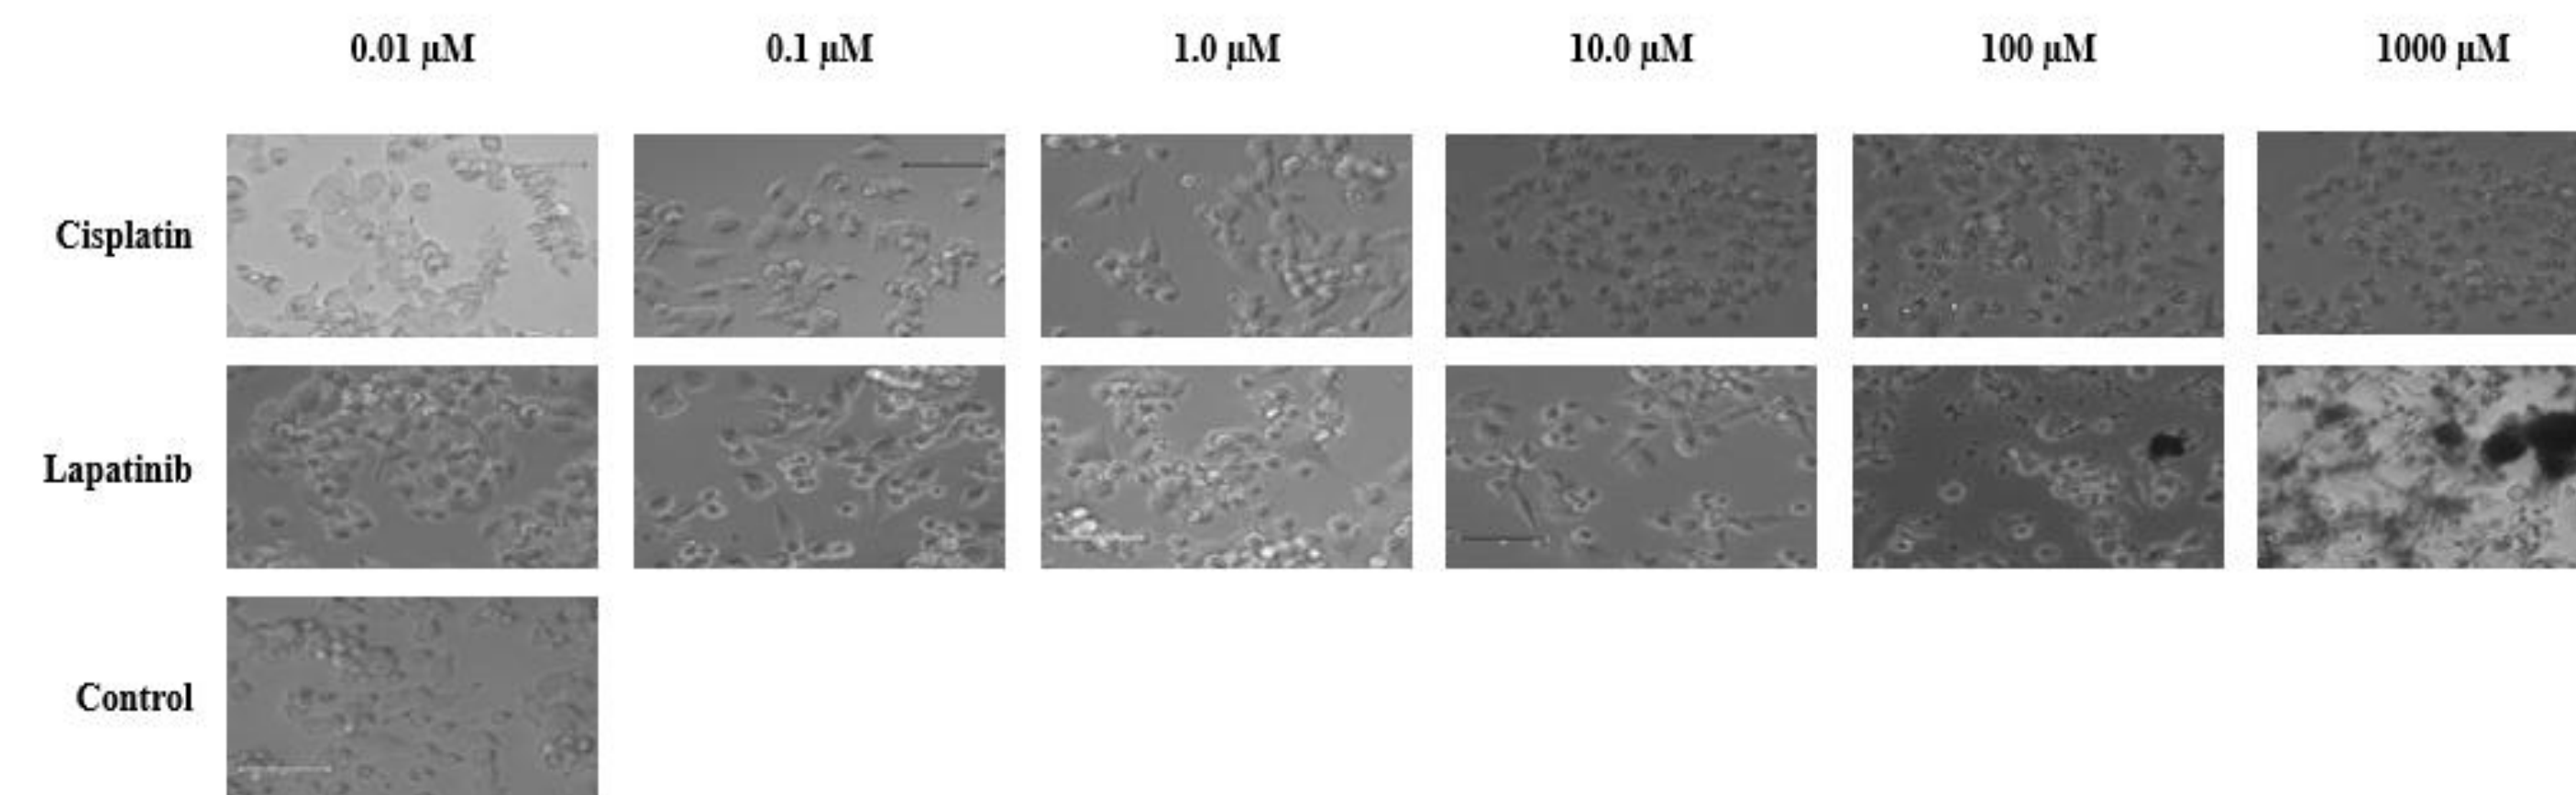 0.01 μM 0.1 μM 1.0 μM 10.0 μM 100 μM 1000 μM
Cisplatin
Lapatinib
Control